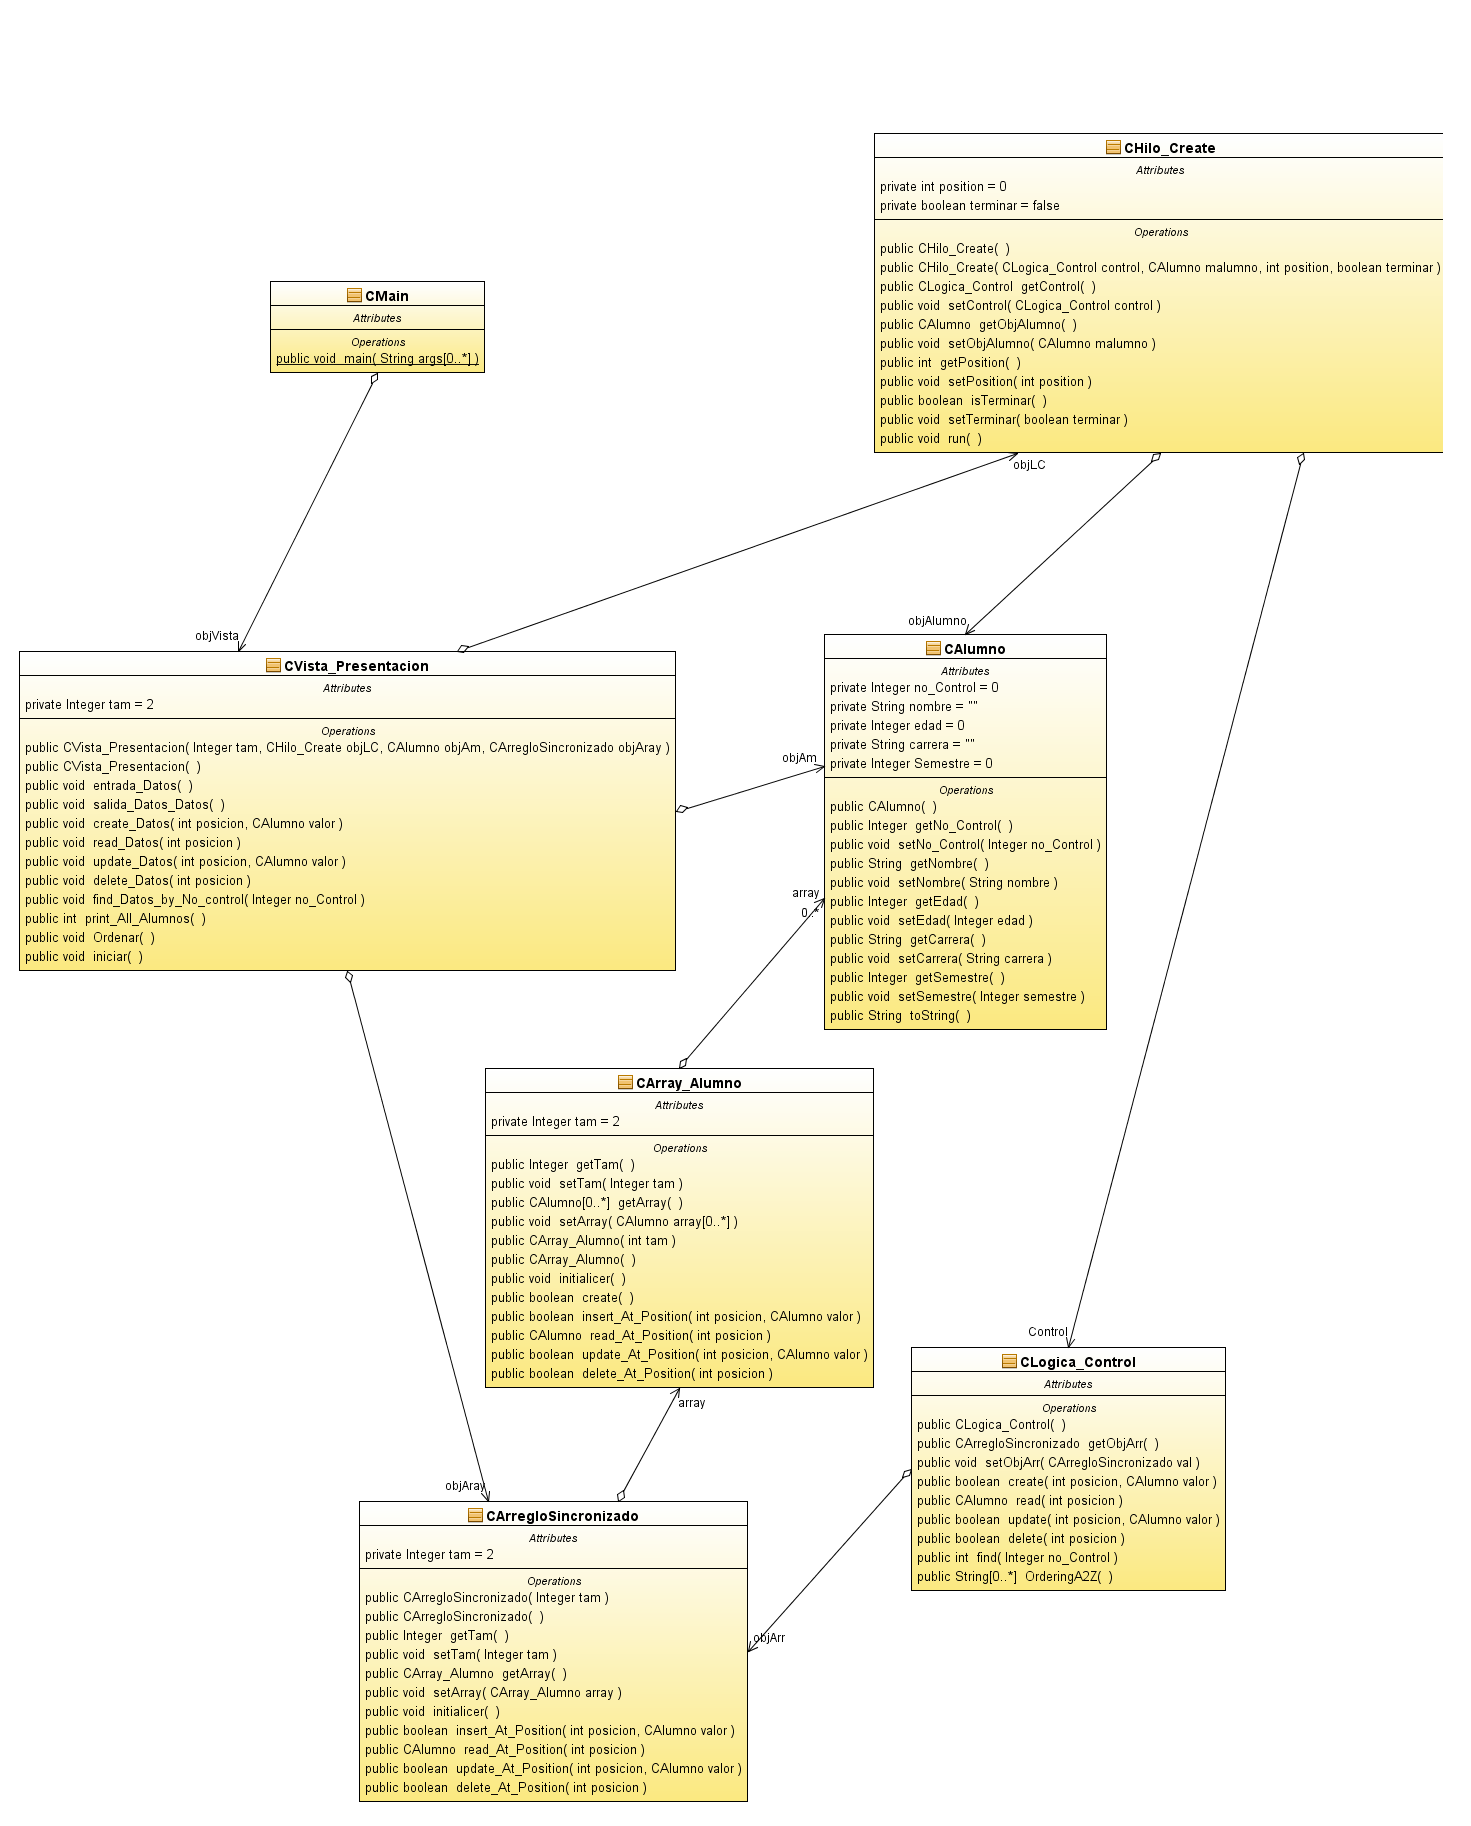 CHilo_Create
Attributes
private int position = 0
private boolean terminar = false
Operations
public CHilo_Create(  )
public CHilo_Create( CLogica_Control control, CAlumno malumno, int position, boolean terminar )
public CLogica_Control  getControl(  )
public void  setControl( CLogica_Control control )
public CAlumno  getObjAlumno(  )
public void  setObjAlumno( CAlumno malumno )
public int  getPosition(  )
public void  setPosition( int position )
public boolean  isTerminar(  )
public void  setTerminar( boolean terminar )
public void  run(  )
CMain
Attributes
Operations
public void  main( String args[0..*] )
objLC
objVista
objAlumno
CVista_Presentacion
Attributes
private Integer tam = 2
Operations
public CVista_Presentacion( Integer tam, CHilo_Create objLC, CAlumno objAm, CArregloSincronizado objAray )
public CVista_Presentacion(  )
public void  entrada_Datos(  )
public void  salida_Datos_Datos(  )
public void  create_Datos( int posicion, CAlumno valor )
public void  read_Datos( int posicion )
public void  update_Datos( int posicion, CAlumno valor )
public void  delete_Datos( int posicion )
public void  find_Datos_by_No_control( Integer no_Control )
public int  print_All_Alumnos(  )
public void  Ordenar(  )
public void  iniciar(  )
objAm
CAlumno
Attributes
private Integer no_Control = 0
private String nombre = ""
private Integer edad = 0
private String carrera = ""
private Integer Semestre = 0
Operations
public CAlumno(  )
public Integer  getNo_Control(  )
public void  setNo_Control( Integer no_Control )
public String  getNombre(  )
public void  setNombre( String nombre )
public Integer  getEdad(  )
public void  setEdad( Integer edad )
public String  getCarrera(  )
public void  setCarrera( String carrera )
public Integer  getSemestre(  )
public void  setSemestre( Integer semestre )
public String  toString(  )
array
0..*
CArray_Alumno
Attributes
private Integer tam = 2
Operations
public Integer  getTam(  )
public void  setTam( Integer tam )
public CAlumno[0..*]  getArray(  )
public void  setArray( CAlumno array[0..*] )
public CArray_Alumno( int tam )
public CArray_Alumno(  )
public void  initialicer(  )
public boolean  create(  )
public boolean  insert_At_Position( int posicion, CAlumno valor )
public CAlumno  read_At_Position( int posicion )
public boolean  update_At_Position( int posicion, CAlumno valor )
public boolean  delete_At_Position( int posicion )
array
Control
CLogica_Control
Attributes
Operations
public CLogica_Control(  )
public CArregloSincronizado  getObjArr(  )
public void  setObjArr( CArregloSincronizado val )
public boolean  create( int posicion, CAlumno valor )
public CAlumno  read( int posicion )
public boolean  update( int posicion, CAlumno valor )
public boolean  delete( int posicion )
public int  find( Integer no_Control )
public String[0..*]  OrderingA2Z(  )
objAray
objArr
CArregloSincronizado
Attributes
private Integer tam = 2
Operations
public CArregloSincronizado( Integer tam )
public CArregloSincronizado(  )
public Integer  getTam(  )
public void  setTam( Integer tam )
public CArray_Alumno  getArray(  )
public void  setArray( CArray_Alumno array )
public void  initialicer(  )
public boolean  insert_At_Position( int posicion, CAlumno valor )
public CAlumno  read_At_Position( int posicion )
public boolean  update_At_Position( int posicion, CAlumno valor )
public boolean  delete_At_Position( int posicion )